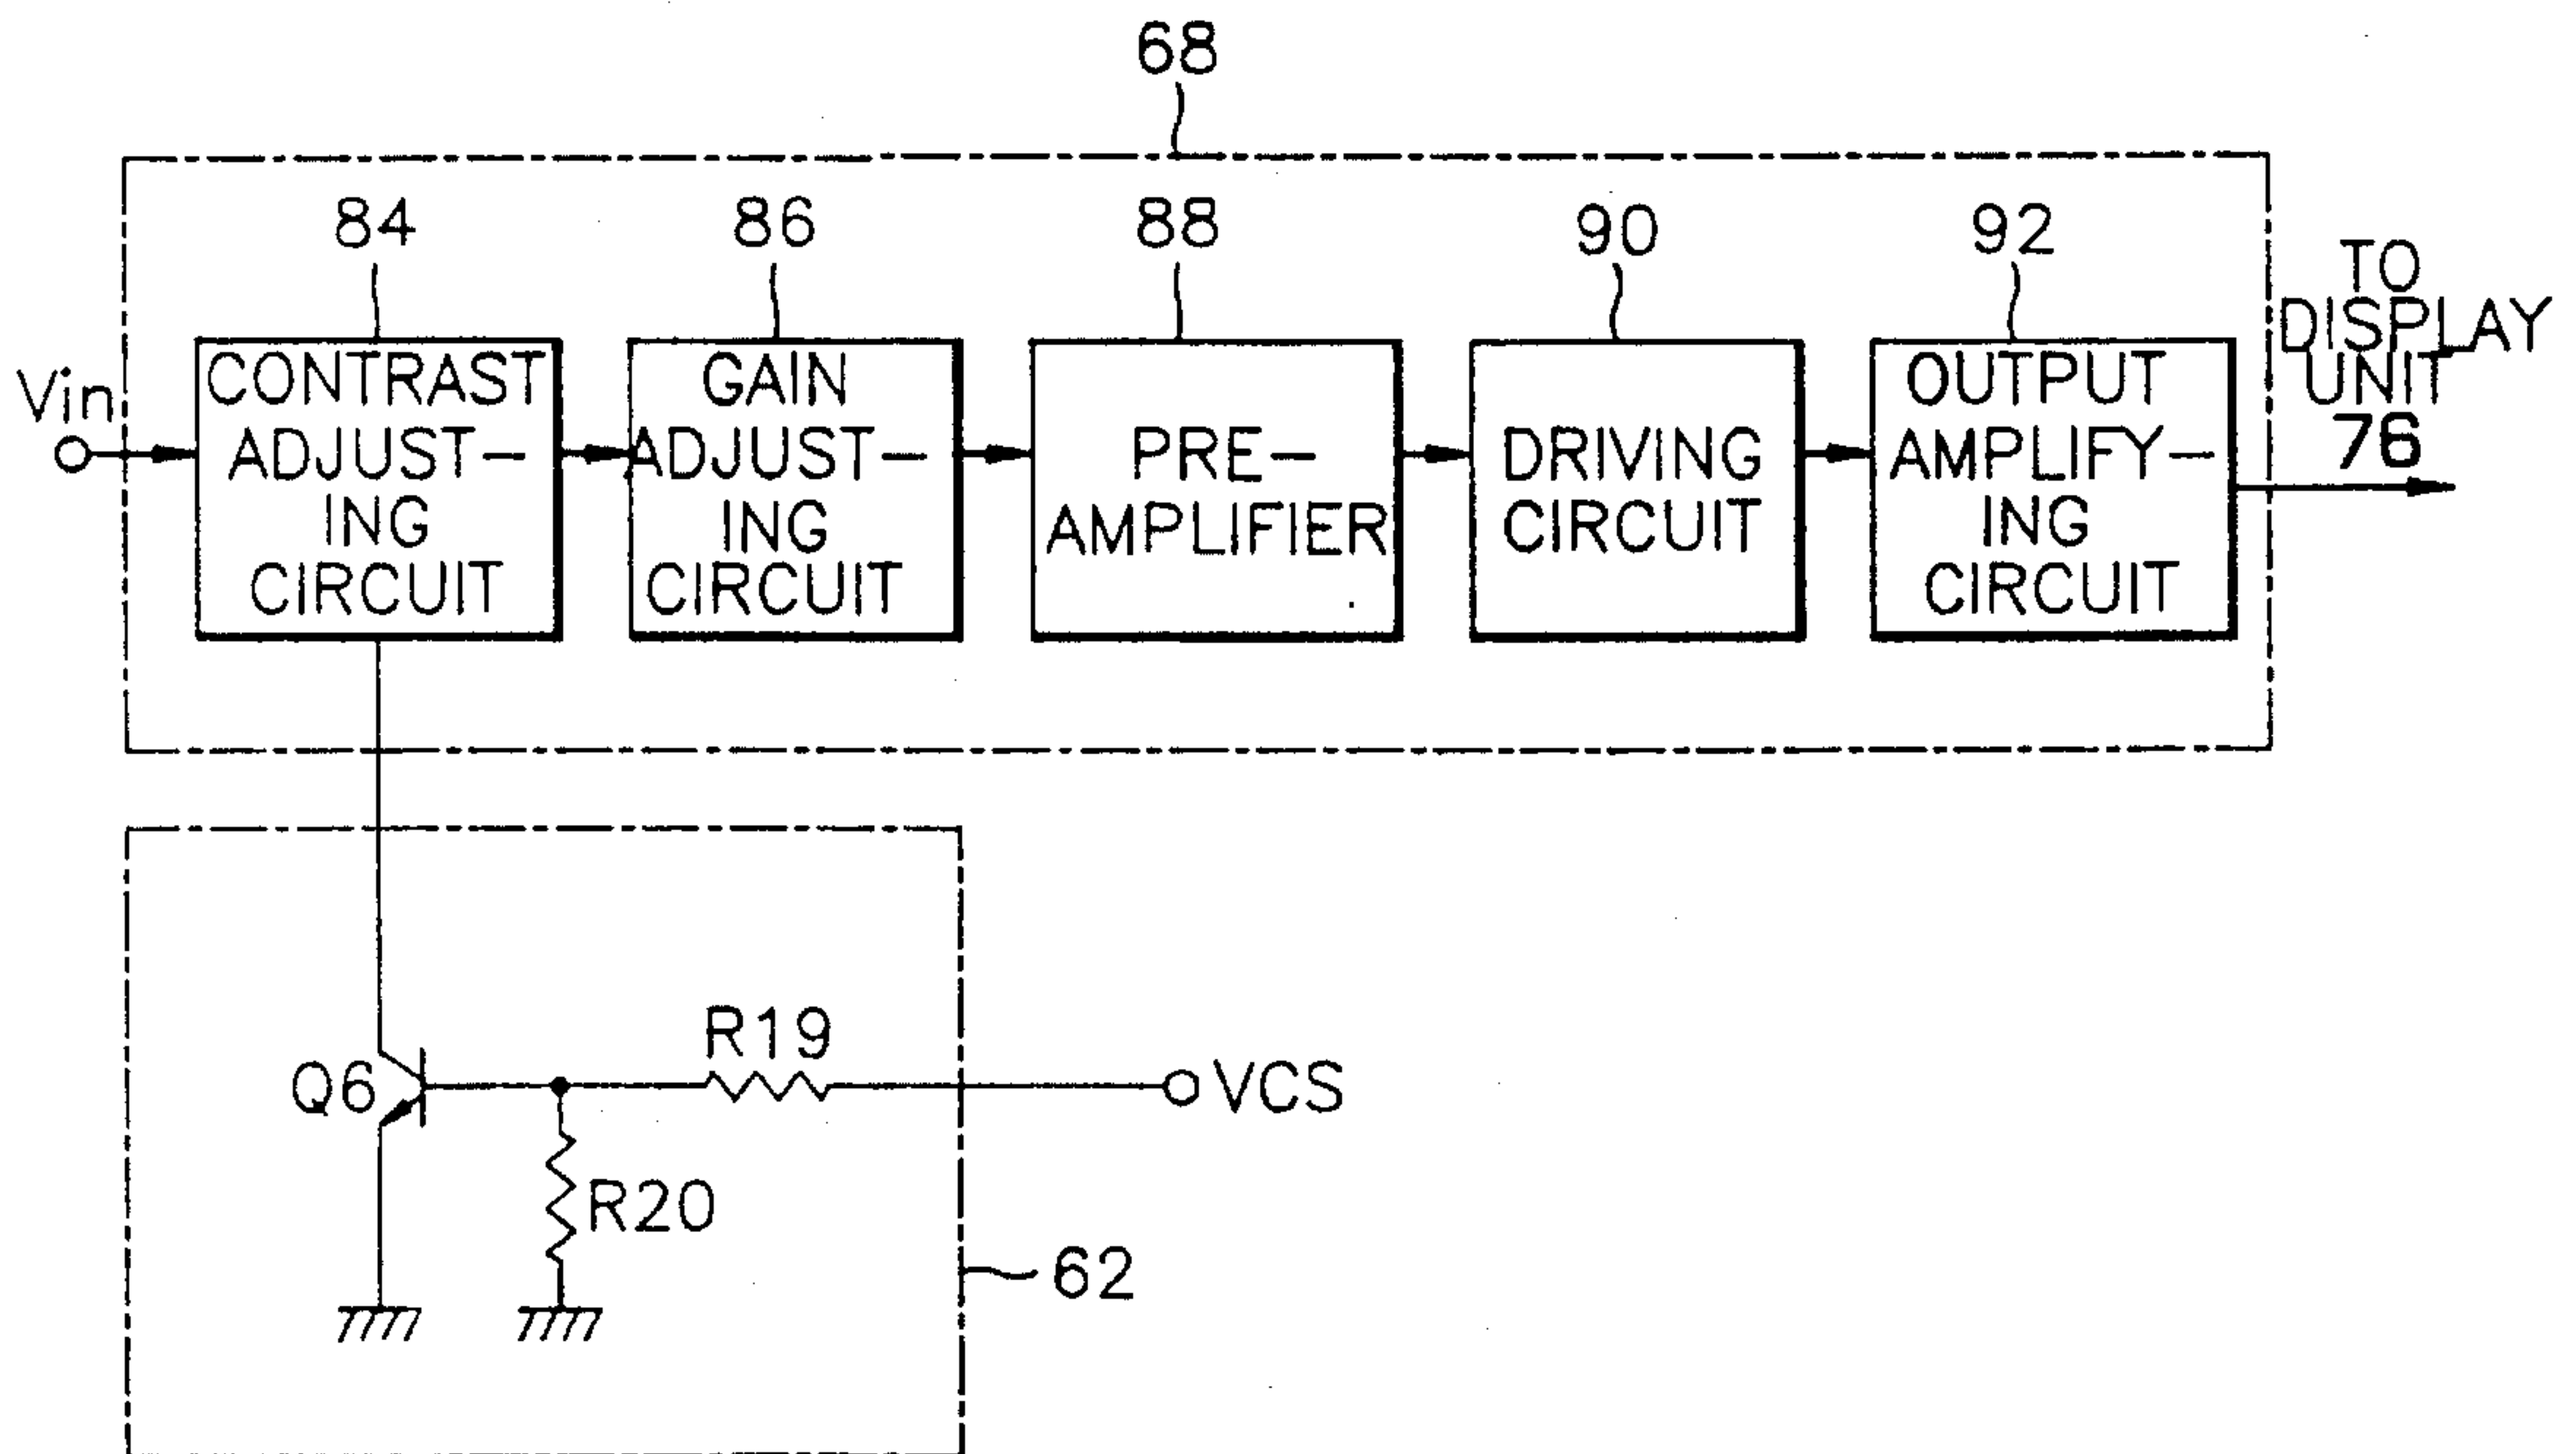 68
84
86
88
90
92
TO
DISPLAY
UNIT
76
Vin
CONTRAST
ADJUST-
ING
CIRCUIT
GAIN
ADJUST-
ING
CIRCUIT
PRE-
AMPLIFIER
DRIVING
CIRCUIT
OUTPUT
AMPLIFY-
ING
CIRCUIT
R19
Q6
VCS
R20
62